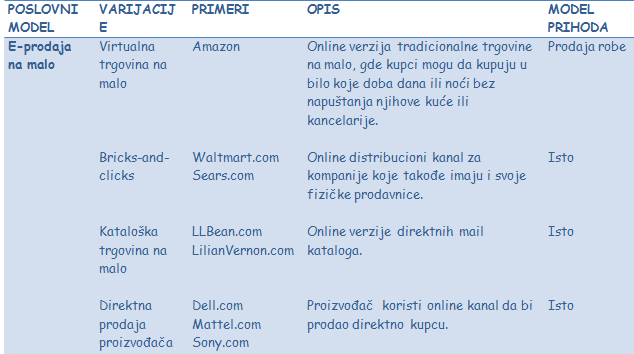 POSLOVNI MODEL VARIJACIJE PRIMERI OPIS MODEL PRIHODA
E-prodaja na malo
Virtualna trgovina na malo
Amazon
Online verzija tradicionalne trgovine
na malo, gde kupci mogu da kupuju u
bilo koje doba dana ili noći bez
napuštanja njihove kuće ili
kancelarije.
Prodaja robe
Bricks-and-
clicks
Waltmart.com
Sears.com
Online distribucioni kanal za
kompanije koje takođe imaju i svoje
fizičke prodavnice.
Isto
Kataloška
trgovina na
malo
LLBean.com
LilianVernon.com
Online verzije direktnih mail
kataloga.
Isto
Direktna
prodaja
proizvođača
Dell.com
Mattel.com
Sony.com
Proizvođač koristi online kanal da bi
prodao direktno kupcu.
Isto